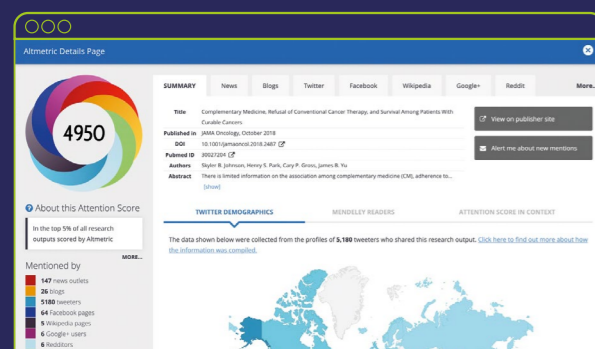 Altmetric Details Page
4950
About this Attention Score
In the top 5% of all research
outputs scored by Altmetric
MORE...
Mentioned by
147 news outlets
26 blogs
5180 tweeters
64 Facebook pages
5 Wikipedia pages
6 Google+ users
6 Redditors
SUMMARY News Blogs Twitter Facebook Wikipedia Google+ Reddit More..
Title Complementary Medicine, Refusal of Conventional Cancer Therapy, and Survival Among Patients With
Curable Cancers
Published in JAMA Oncology, October 2018
DOI 10.1001/jamaoncol.2018.2487
Pubmed ID 30027204
Authors Skyler B. Johnson, Henry S. Park, Cary P. Gross, James B. Yu
Abstract There is limited information on the association among complementary medicine (CM), adherence to...
[show]
View on publisher site
Alert me about new mentions
TWITTER DEMOGRAPHICS MENDELEY READERS ATTENTION SCORE IN CONTEXT
The data shown below were collected from the profiles of 5,180 tweeters who shared this research output. Click here to find out more about how
the information was compiled.